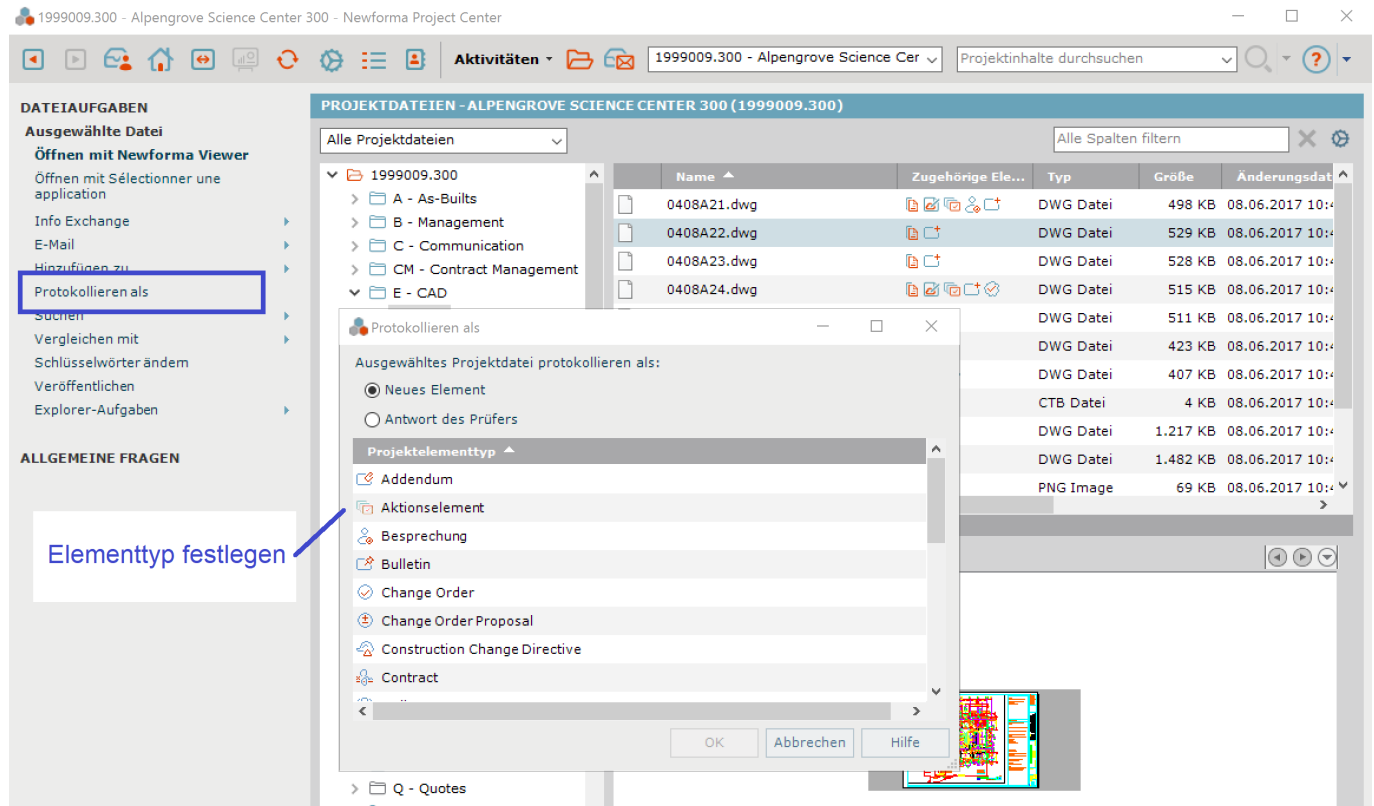 1999009.300 - Alpengrove Science Center 300 - Newforma Project Center
Aktivitäten
1999009.300 - Alpengrove Science Cer
Projektinhalte durchsuchen
?
DATEIAUFGABEN
Ausgewählte Datei
Öffnen mit Newforma Viewer
Öffnen mit Sélectionner une
application
Info Exchange
E-Mail
Hinzufügen zu
Protokollieren als
Suchen
Vergleichen mit
Schlüsselwörter ändern
Veröffentlichen
Explorer-Aufgaben
ALLGEMEINE FRAGEN
Elementtyp festlegen
PROJEKTDATEIEN - ALPENGROVE SCIENCE CENTER 300 (1999009.300)
Alle Projektdateien
Alle Spalten filtern
1999009.300
A - As-Builts
B - Management
C - Communication
CM - Contract Management
E - CAD
Q - Quotes
Name Zugehörige Ele... Typ Größe Änderungsdat
0408A21.dwg DWG Datei 498 KB 08.06.2017 10:4
0408A22.dwg DWG Datei 529 KB 08.06.2017 10:4
0408A23.dwg DWG Datei 528 KB 08.06.2017 10:4
0408A24.dwg DWG Datei 515 KB 08.06.2017 10:4
DWG Datei 511 KB 08.06.2017 10:4
DWG Datei 423 KB 08.06.2017 10:4
DWG Datei 407 KB 08.06.2017 10:4
CTB Datei 4 KB 08.06.2017 10:4
DWG Datei 1.217 KB 08.06.2017 10:4
DWG Datei 1.482 KB 08.06.2017 10:4
PNG Image 69 KB 08.06.2017 10:4
Protokollieren als
Ausgewähltes Projektdatei protokollieren als:
Neues Element
Antwort des Prüfers
Projektelementtyp
Addendum
Aktionselement
Besprechung
Bulletin
Change Order
Change Order Proposal
Construction Change Directive
Contract
OK Abbrechen Hilfe